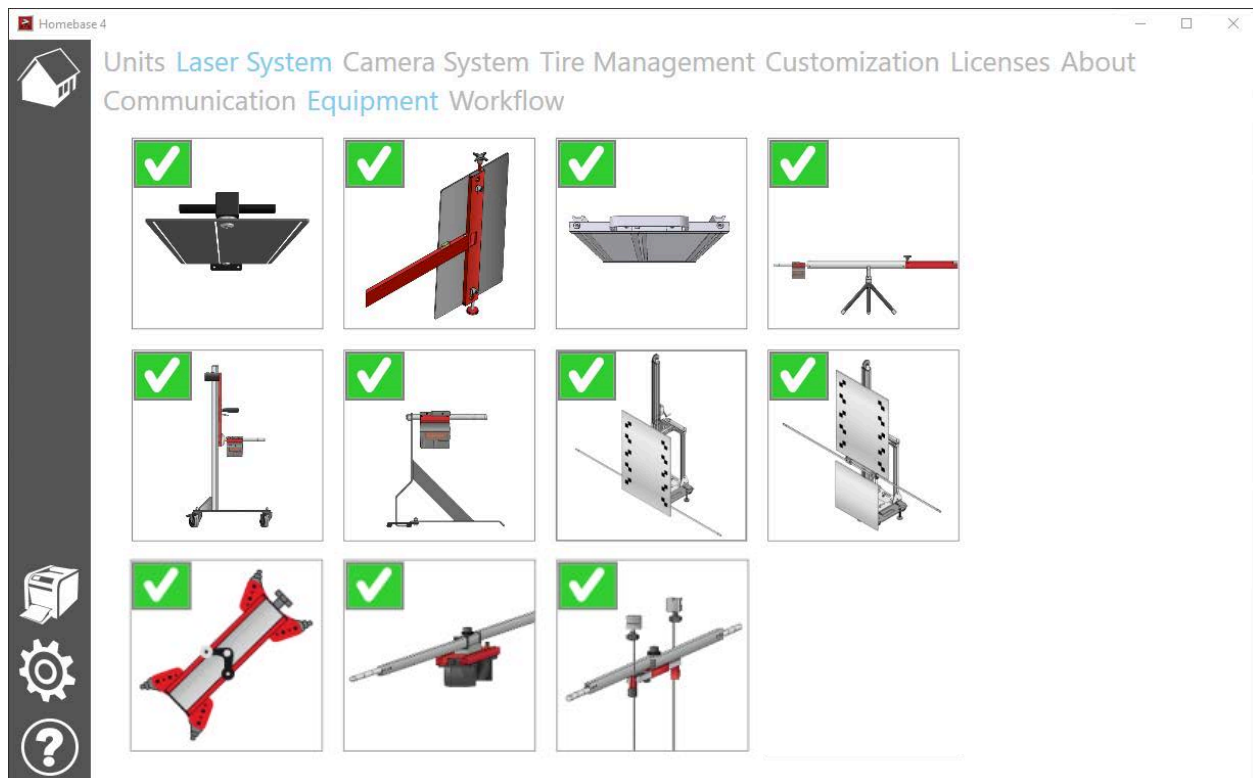 Homebase 4
Units Laser System Camera System Tire Management Customization Licenses About
Communication Equipment Workflow